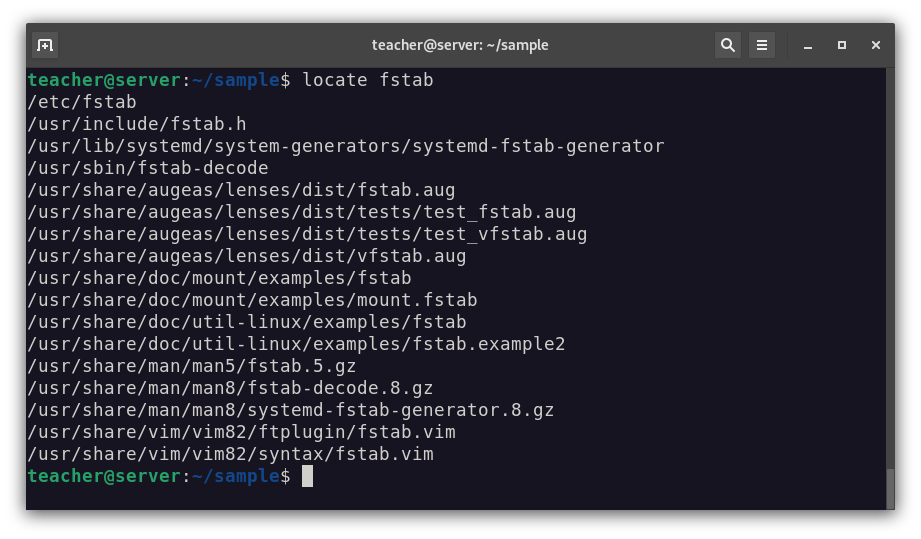 teacher@server: ~/sample
teacher@server:~/sample$ locate fstab
/etc/fstab
/usr/include/fstab.h
/usr/lib/systemd/system-generators/systemd-fstab-generator
/usr/sbin/fstab-decode
/usr/share/augeas/lenses/dist/fstab.aug
/usr/share/augeas/lenses/dist/tests/test_fstab.aug
/usr/share/augeas/lenses/dist/tests/test_vfstab.aug
/usr/share/augeas/lenses/dist/vfstab.aug
/usr/share/doc/mount/examples/fstab
/usr/share/doc/mount/examples/mount.fstab
/usr/share/doc/util-linux/examples/fstab
/usr/share/doc/util-linux/examples/fstab.example2
/usr/share/man/man5/fstab.5.gz
/usr/share/man/man8/fstab-decode.8.gz
/usr/share/man/man8/systemd-fstab-generator.8.gz
/usr/share/vim/vim82/ftplugin/fstab.vim
/usr/share/vim/vim82/syntax/fstab.vim
teacher@server:~/sample$